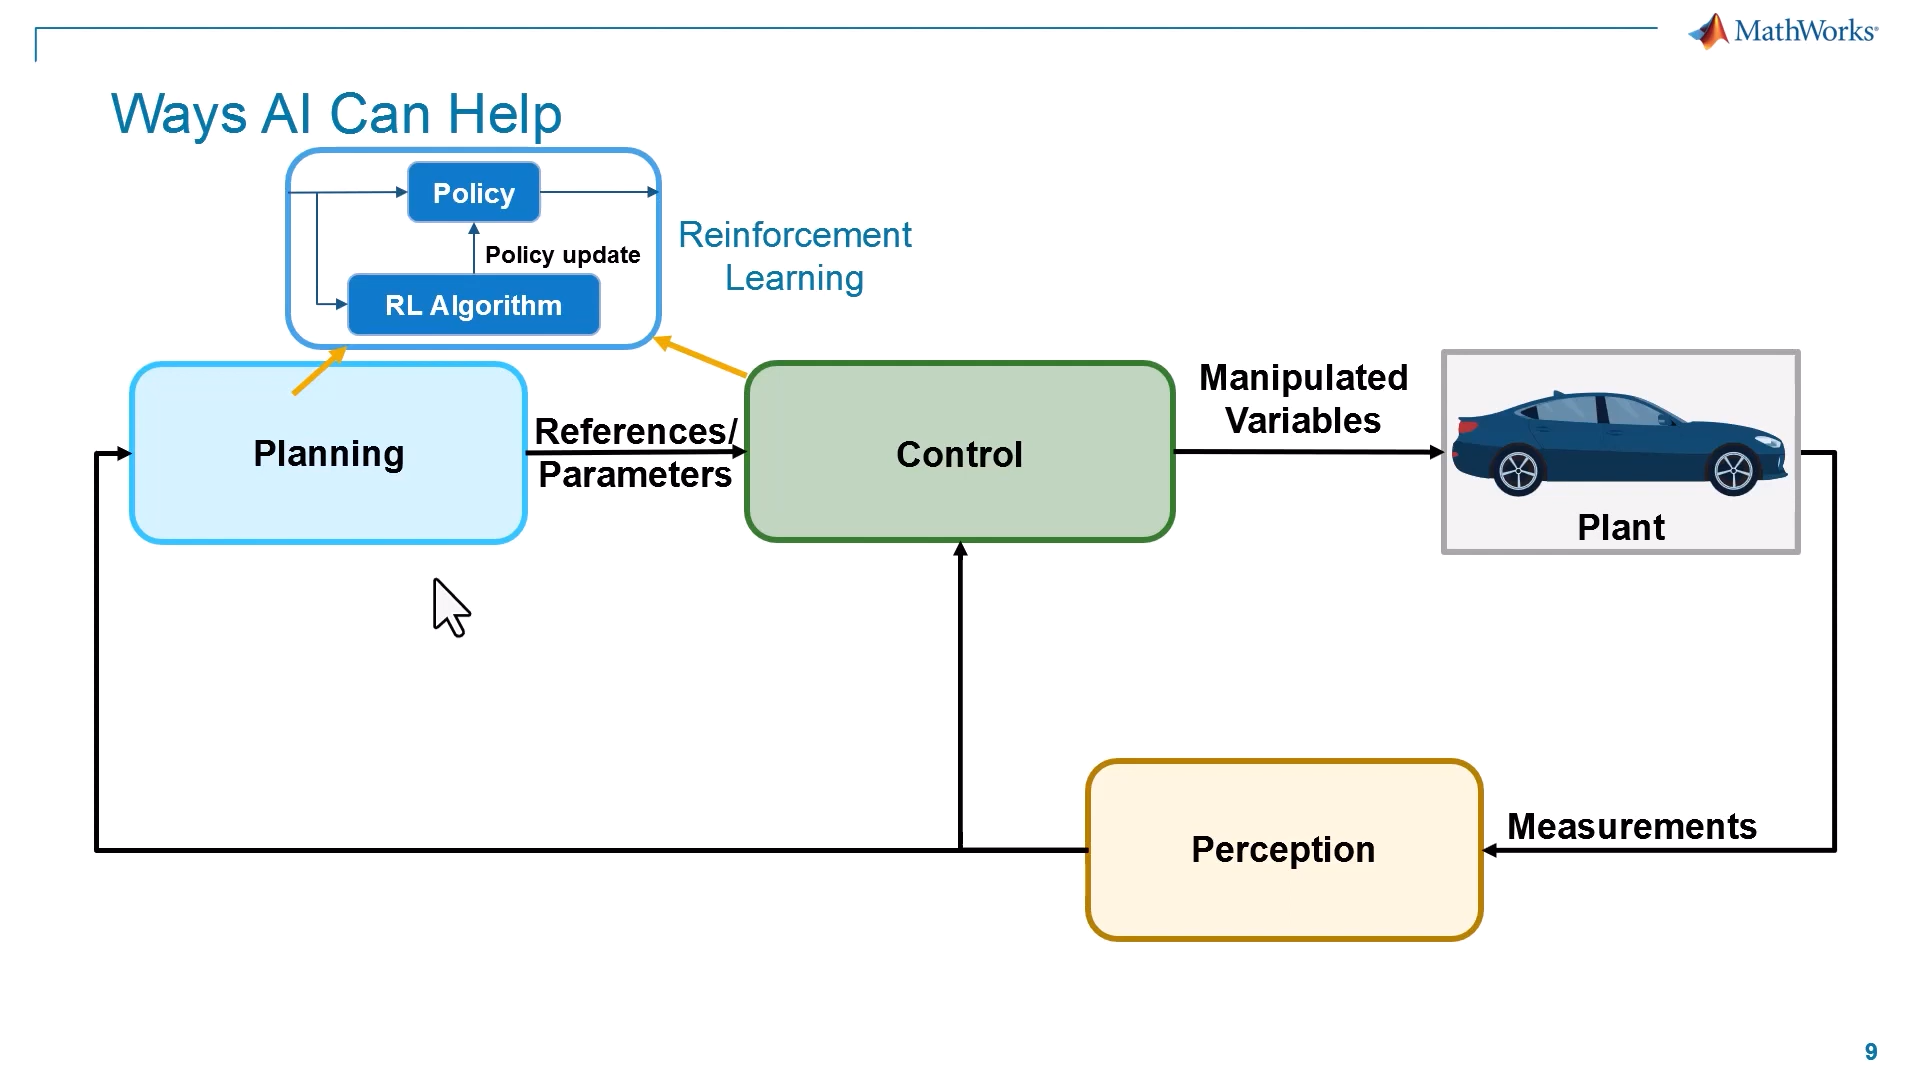 MathWorks®
Ways AI Can Help
Policy
Policy update
RL Algorithm
Reinforcement
Learning
Planning
References/
Parameters
Control
Manipulated
Variables
Plant
Perception
Measurements
9